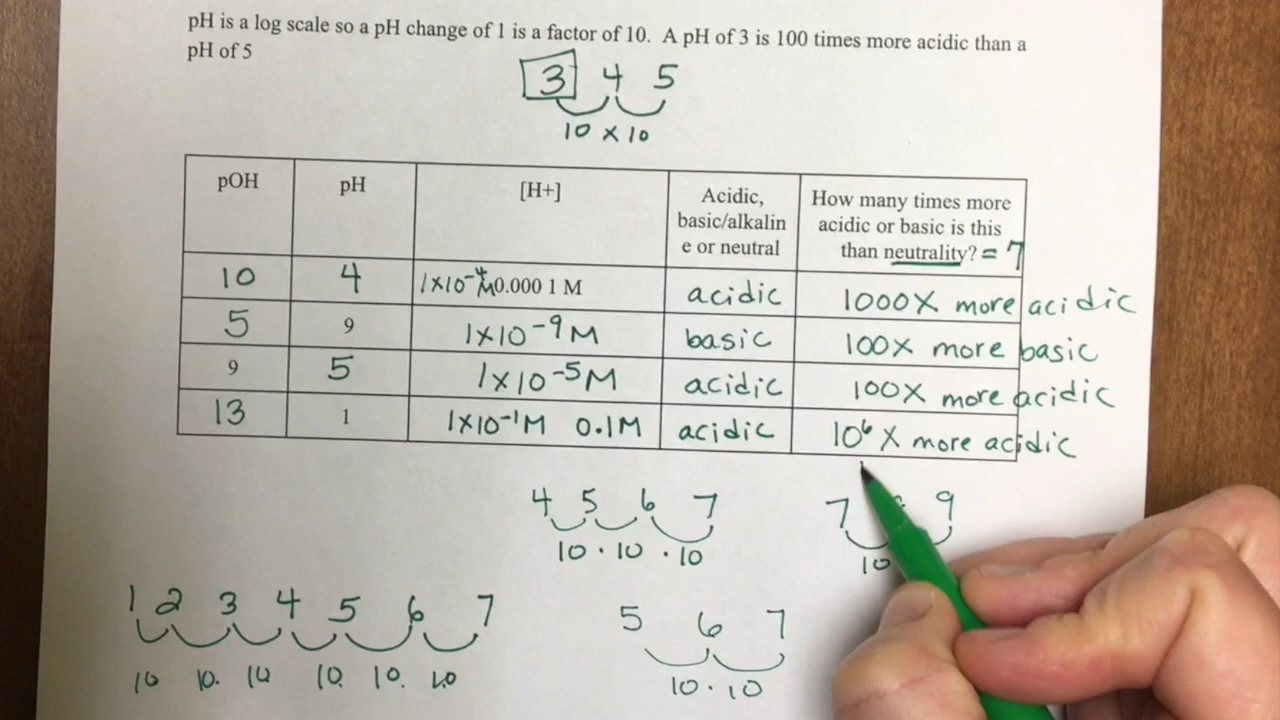 pH is a log scale so a pH change of 1 is a factor of 10. A pH of 3 is 100 times more acidic than a
pH of 5
3 4 5
10 x 10
pOH pH [H+] Acidic, basic/alkalin e or neutral How many times more acidic or basic is this than neutrality? = 7
10 4 1x10⁻⁴M 0.000 1 M acidic 1000X more acidic
5 9 1x10⁻⁹M basic 100x more basic
9 5 1x10⁻⁵M acidic 100X more acidic
13 1 1x10⁻¹M 0.1M acidic 10⁶ X more acidic
4 5 6 7 7 9
10 · 10 · 10 10
1 2 3 4 5 6 7 5 6 7
10 10. 10 10. 10. 10 10 · 10